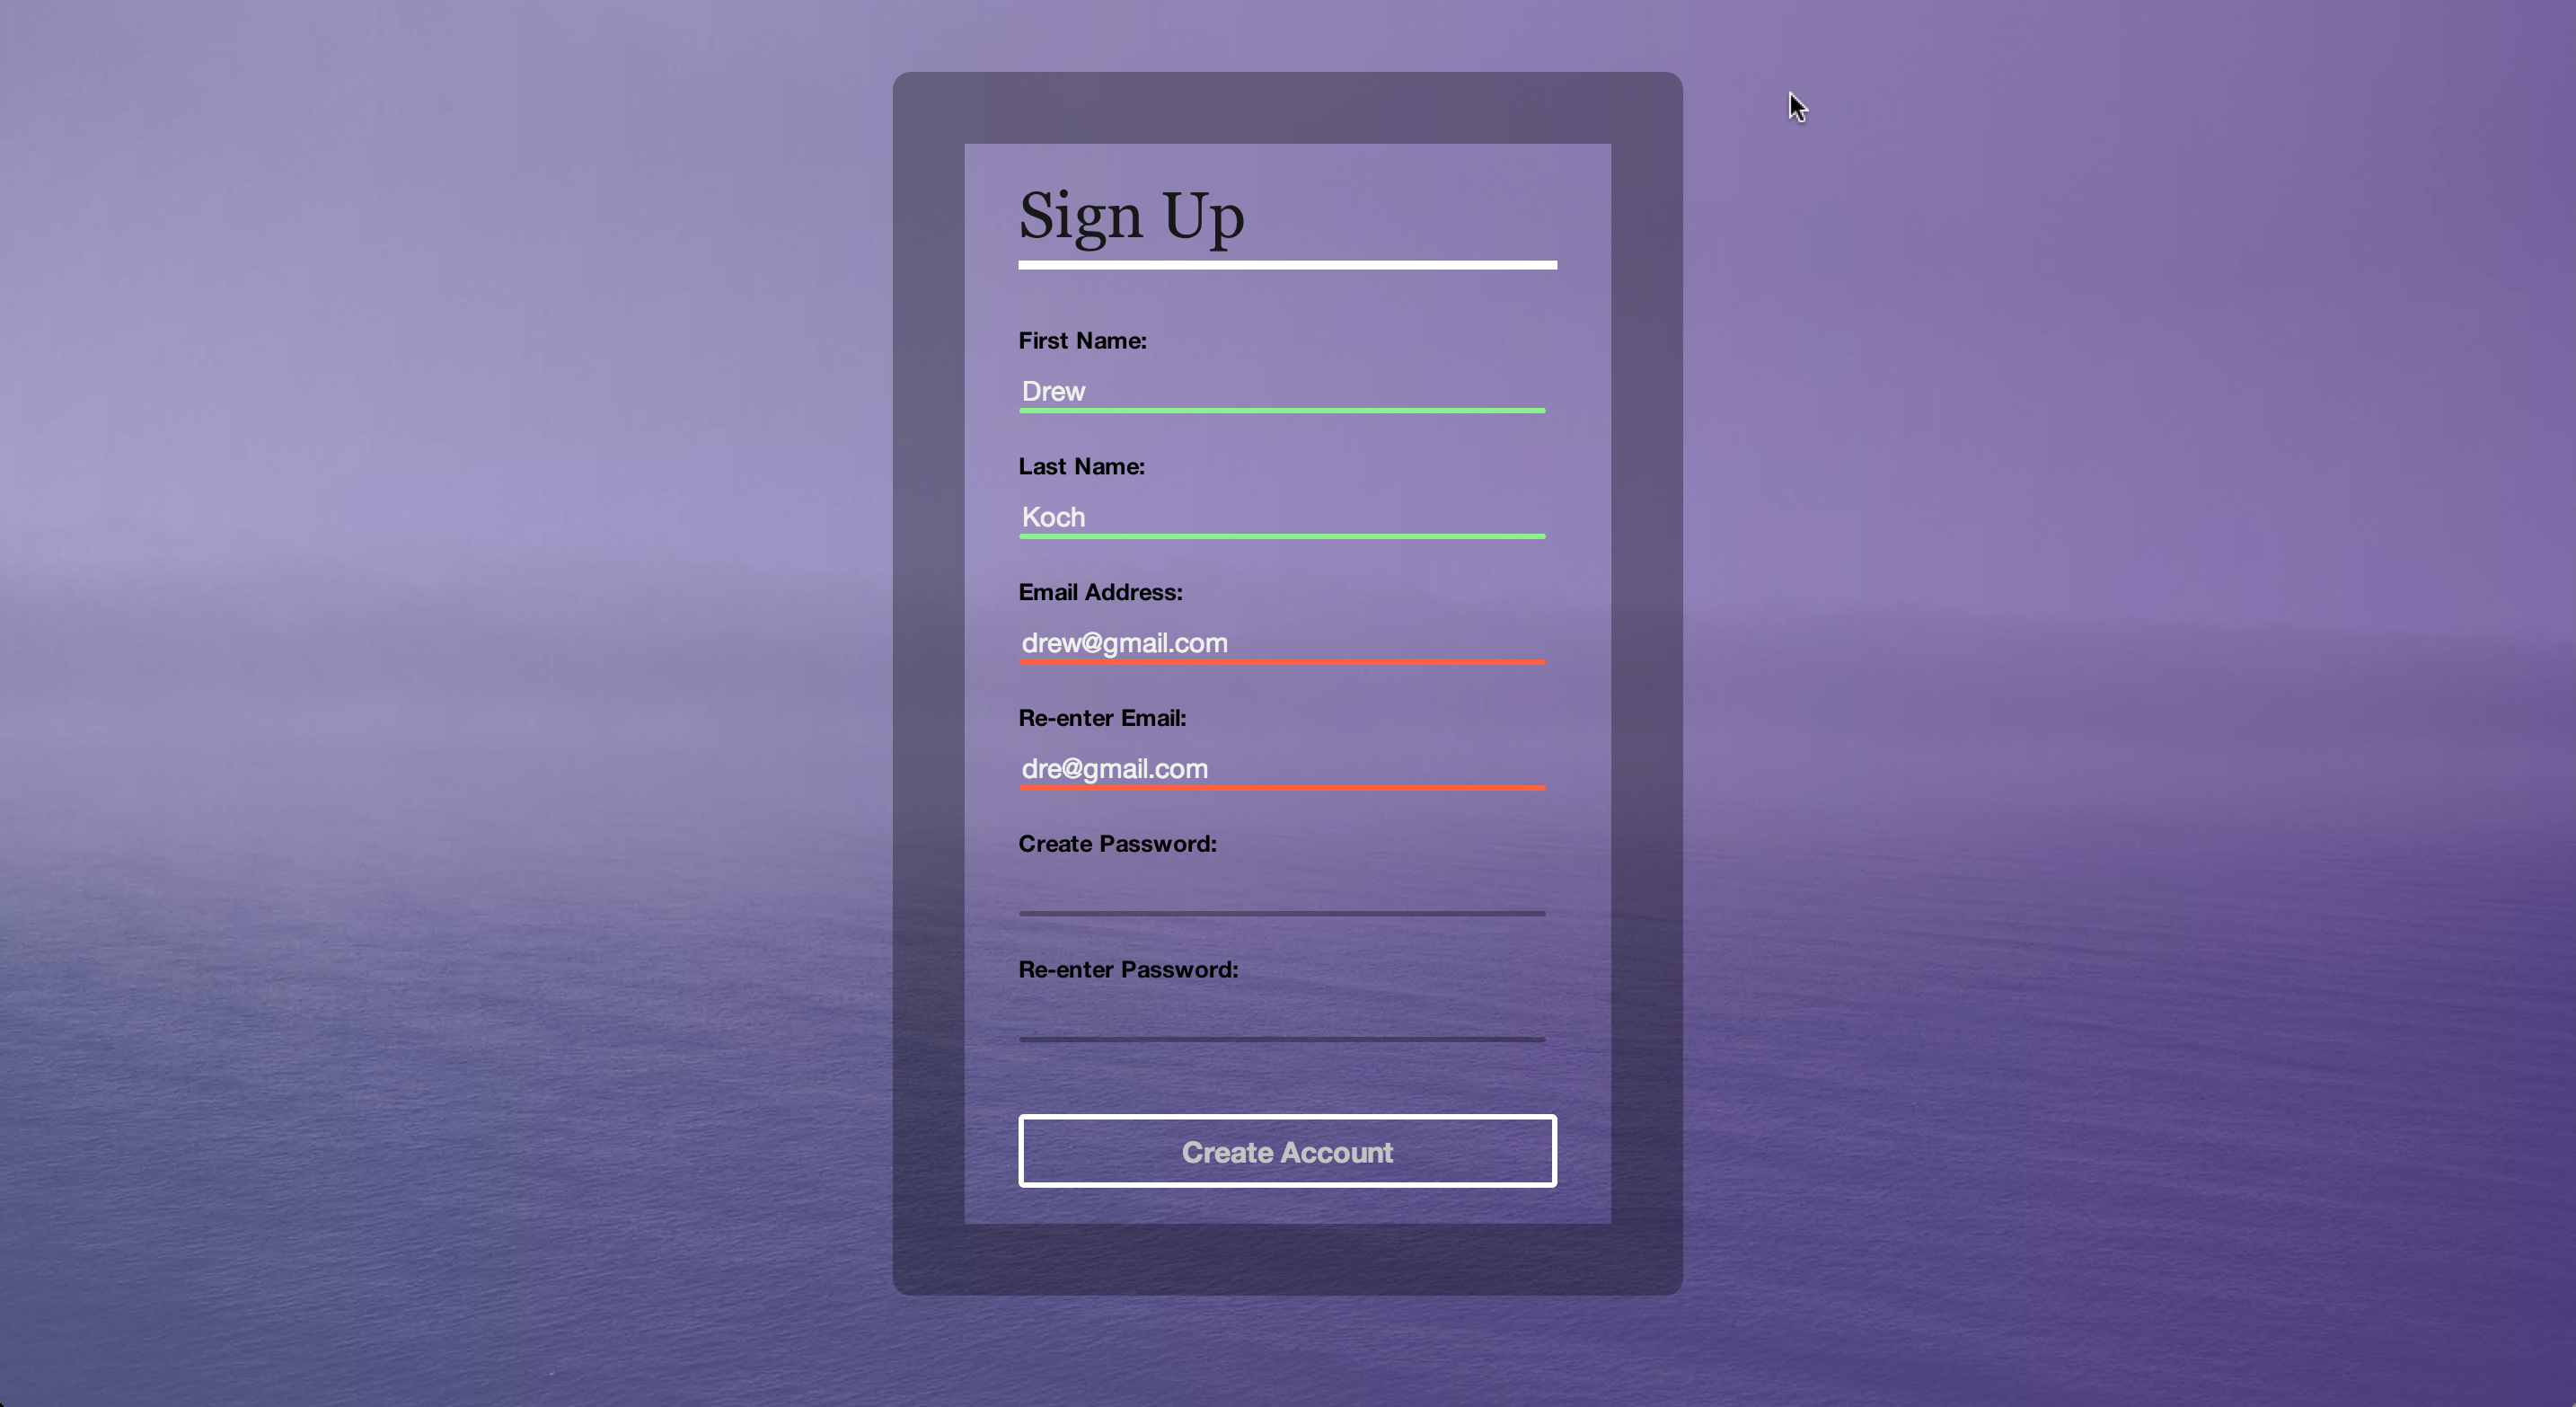 Sign Up
First Name:
Drew
Last Name:
Koch
Email Address:
drew@gmail.com
Re-enter Email:
dre@gmail.com
Create Password:
Re-enter Password:
Create Account